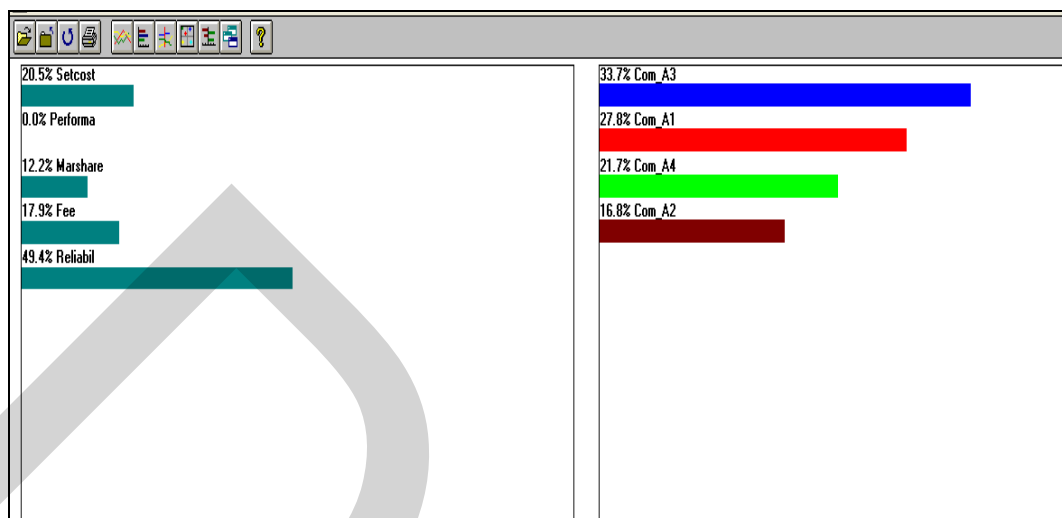 20.5% Setcost
0.0% Performa
12.2% Marshare
17.9% Fee
49.4% Reliabil
33.7% Com_A3
27.8% Com_A1
21.7% Com_A4
16.8% Com_A2